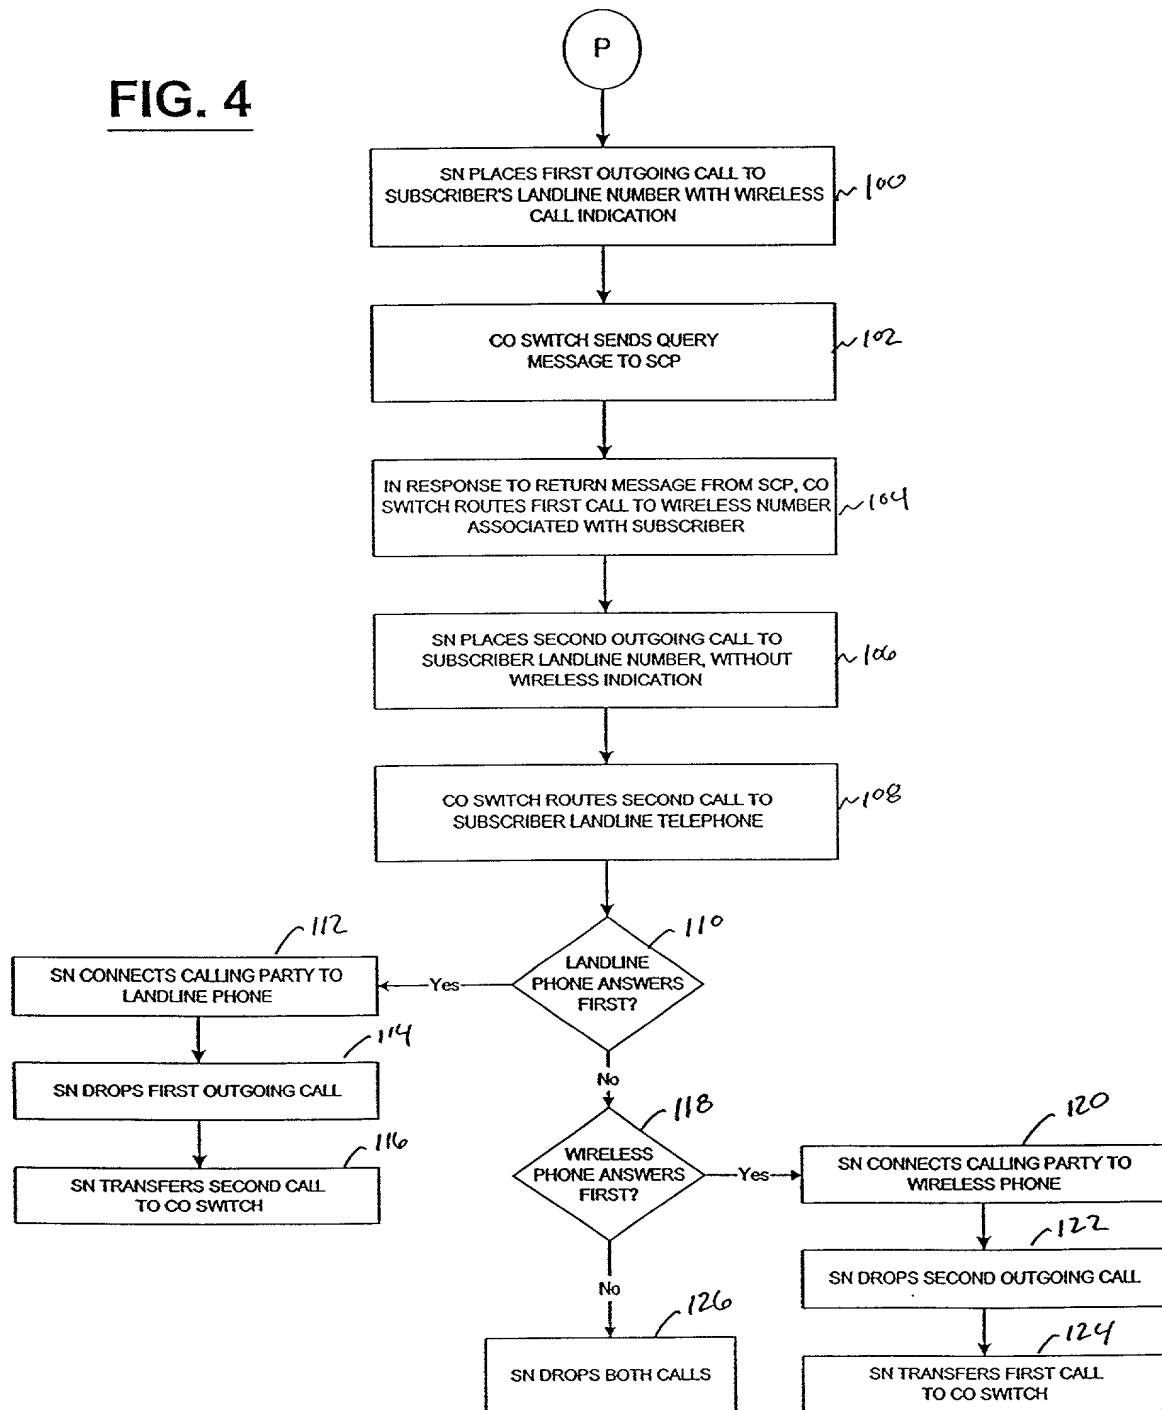 P
FIG. 4
SN PLACES FIRST OUTGOING CALL TO
SUBSCRIBER'S LANDLINE NUMBER WITH WIRELESS
CALL INDICATION
100
CO SWITCH SENDS QUERY
MESSAGE TO SCP
102
IN RESPONSE TO RETURN MESSAGE FROM SCP, CO
SWITCH ROUTES FIRST CALL TO WIRELESS NUMBER
ASSOCIATED WITH SUBSCRIBER
104
SN PLACES SECOND OUTGOING CALL TO
SUBSCRIBER LANDLINE NUMBER, WITHOUT
WIRELESS INDICATION
106
CO SWITCH ROUTES SECOND CALL TO
SUBSCRIBER LANDLINE TELEPHONE
108
110
LANDLINE
PHONE ANSWERS
FIRST?
Yes
112
SN CONNECTS CALLING PARTY TO
LANDLINE PHONE
114
SN DROPS FIRST OUTGOING CALL
116
SN TRANSFERS SECOND CALL
TO CO SWITCH
No
118
WIRELESS
PHONE ANSWERS
FIRST?
Yes
120
SN CONNECTS CALLING PARTY TO
WIRELESS PHONE
122
SN DROPS SECOND OUTGOING CALL
124
SN TRANSFERS FIRST CALL
TO CO SWITCH
No
126
SN DROPS BOTH CALLS